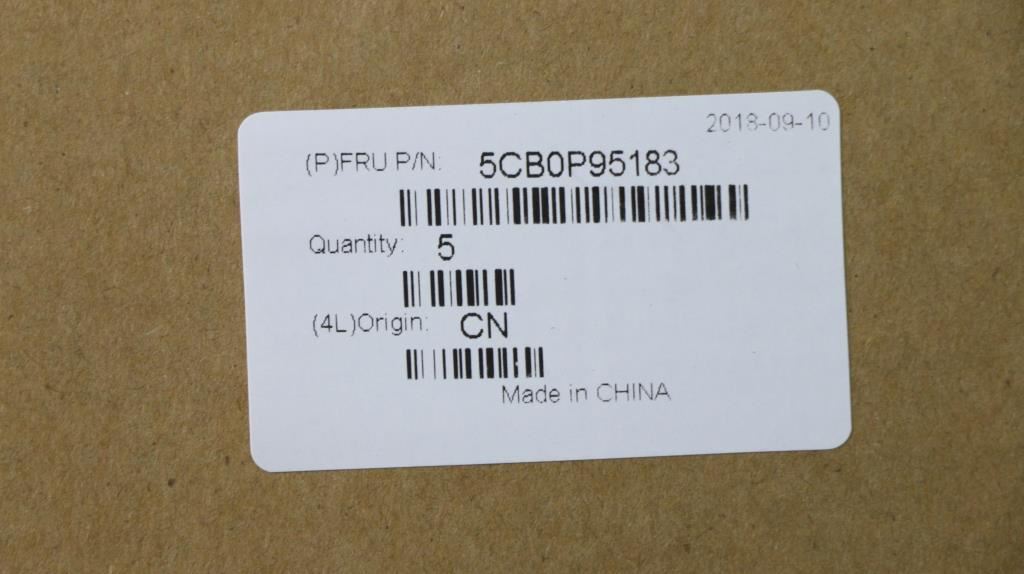 2018-09-10
(P)FRU P/N: 5CB0P95183
Quantity: 5
(4L)Origin: CN
Made in CHINA